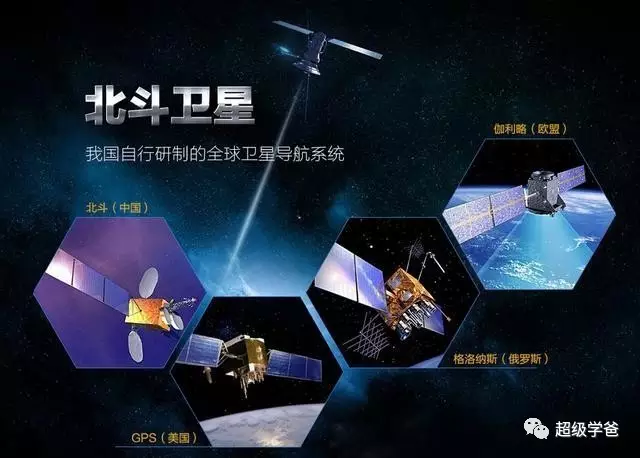 北斗卫星
我国自行研制的全球卫星导航系统
伽利略（欧盟）
北斗（中国）
格洛纳斯（俄罗斯）
GPS（美国）
超级学爸